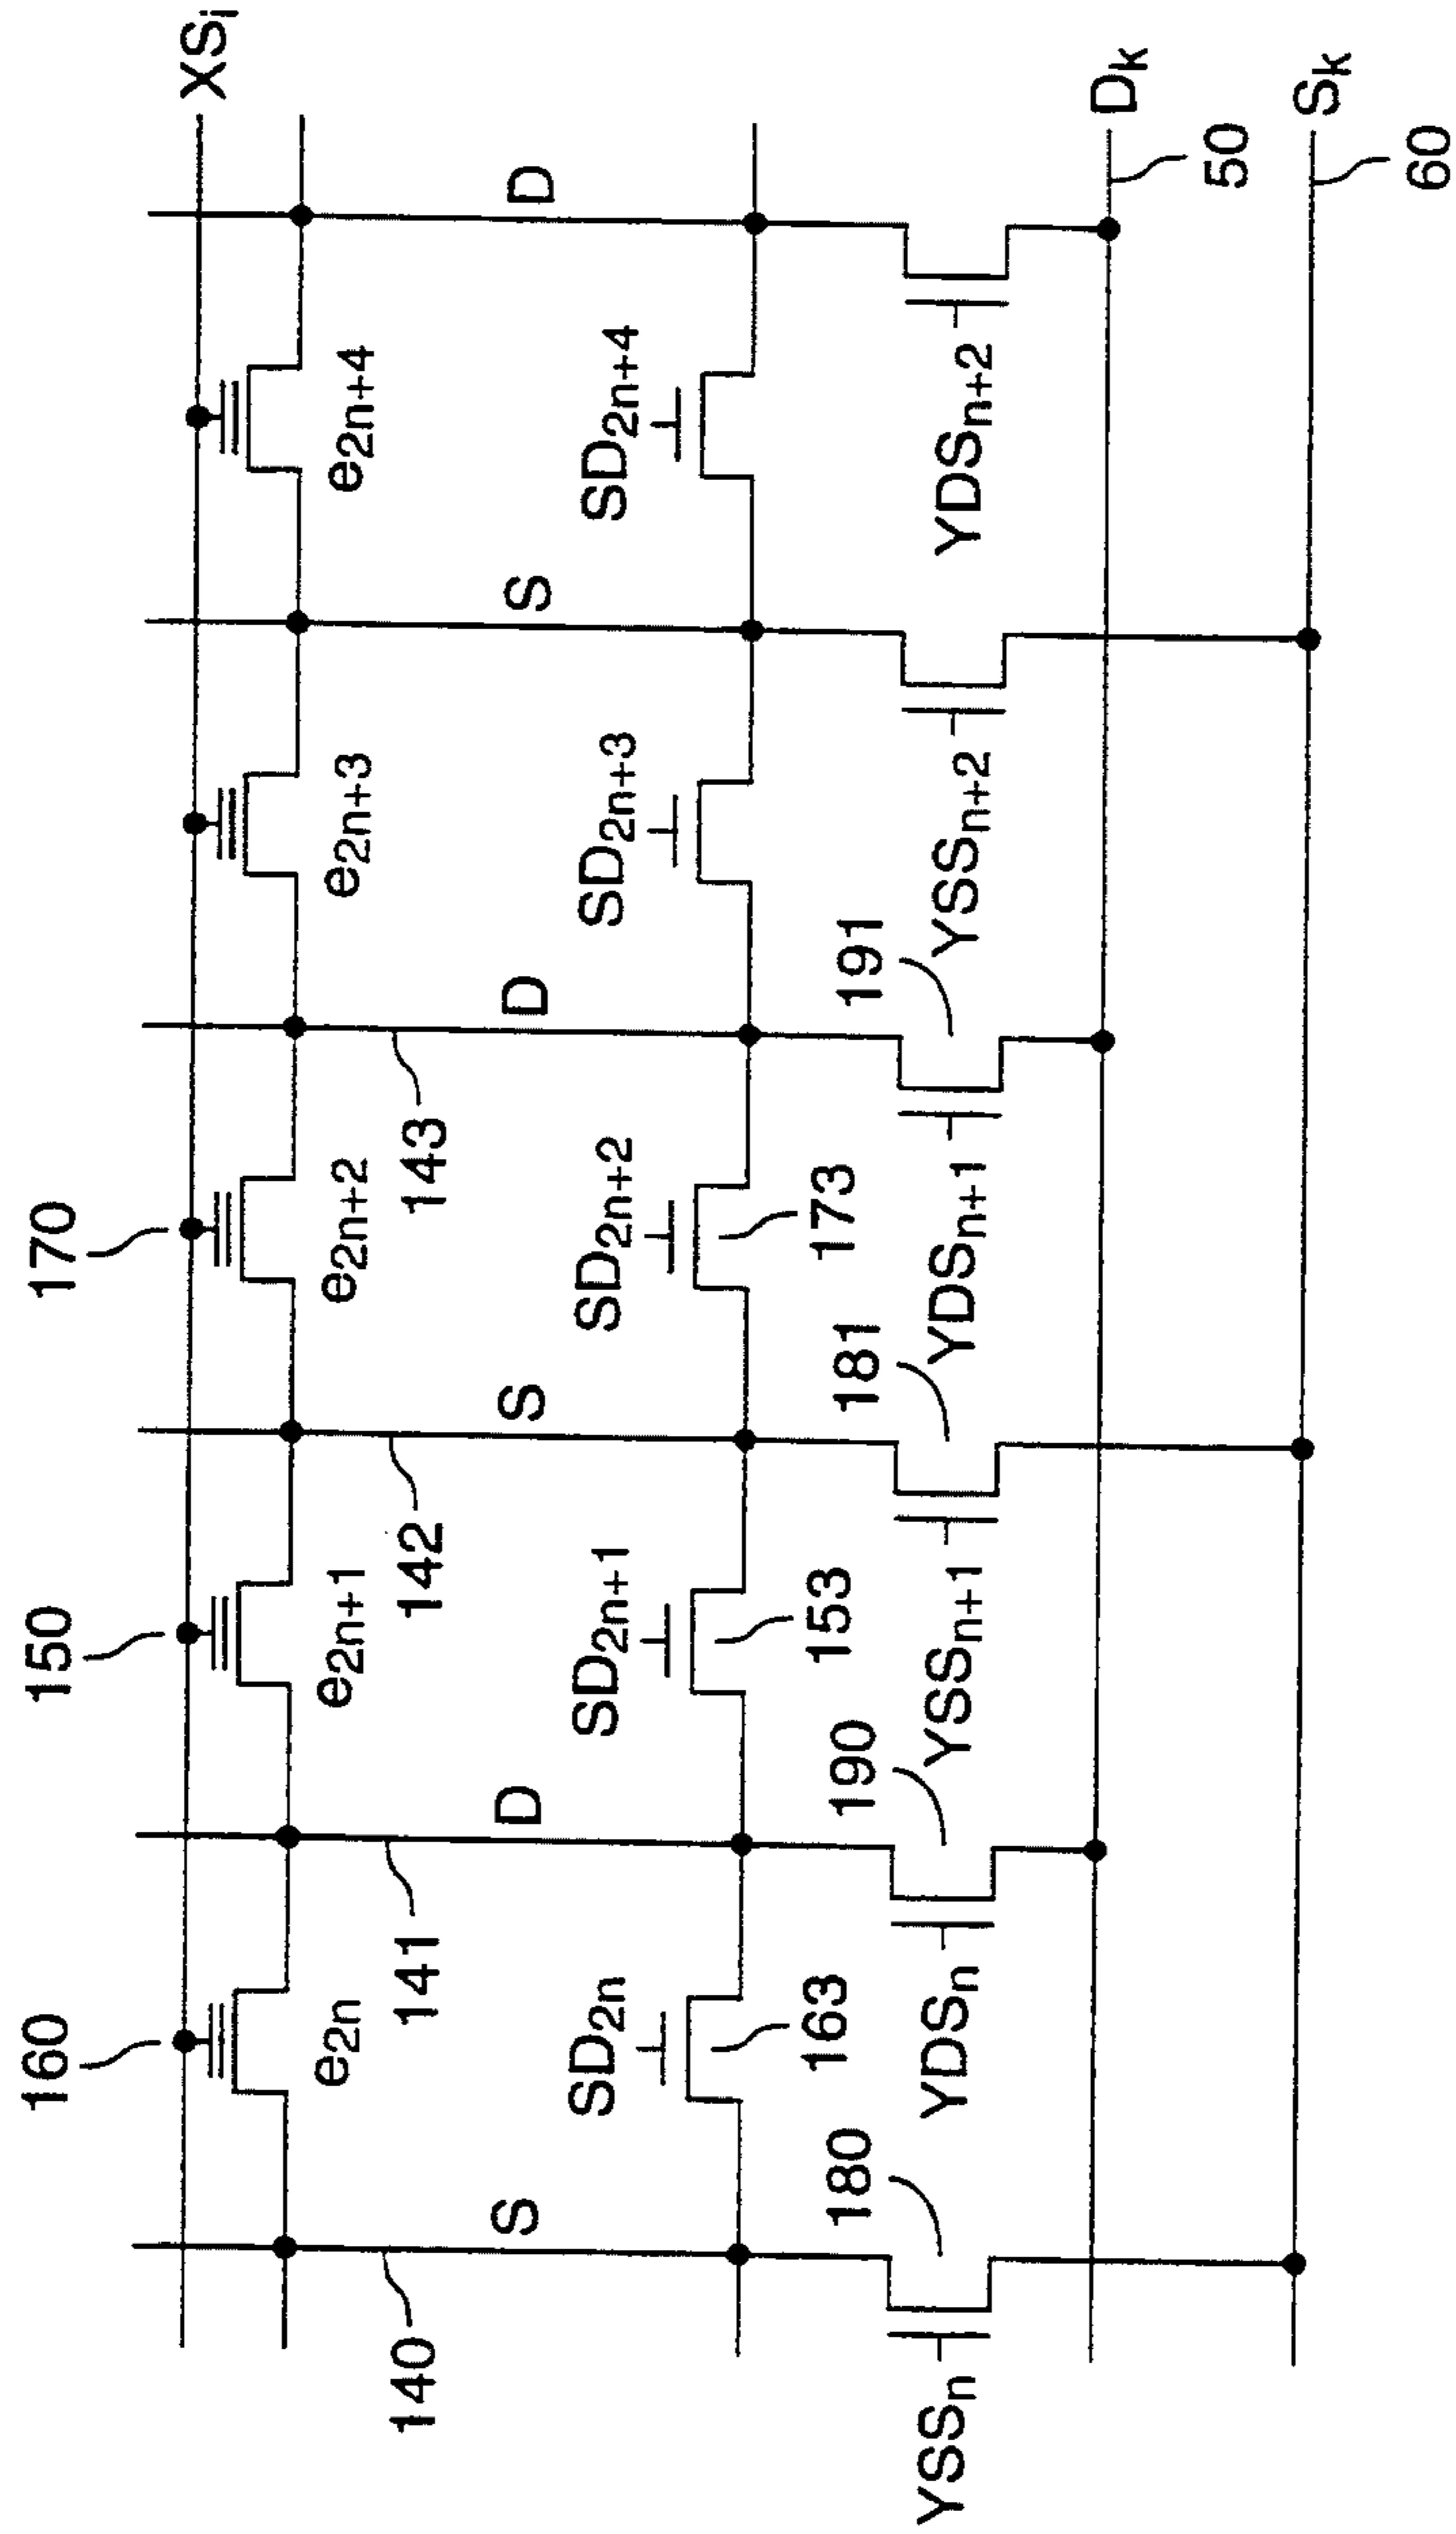 160 150 170
XSᵢ
e₂ₙ e₂ₙ₊₁ e₂ₙ₊₂ e₂ₙ₊₃ e₂ₙ₊₄
140 141 142 143
S D S D S D
SD₂ₙ SD₂ₙ₊₁ SD₂ₙ₊₂ SD₂ₙ₊₃ SD₂ₙ₊₄
163 153 173
180 190 181 191
YSSₙ YDSₙ YSSₙ₊₁ YDSₙ₊₁ YSSₙ₊₂ YDSₙ₊₂
Dₖ
50
Sₖ
60